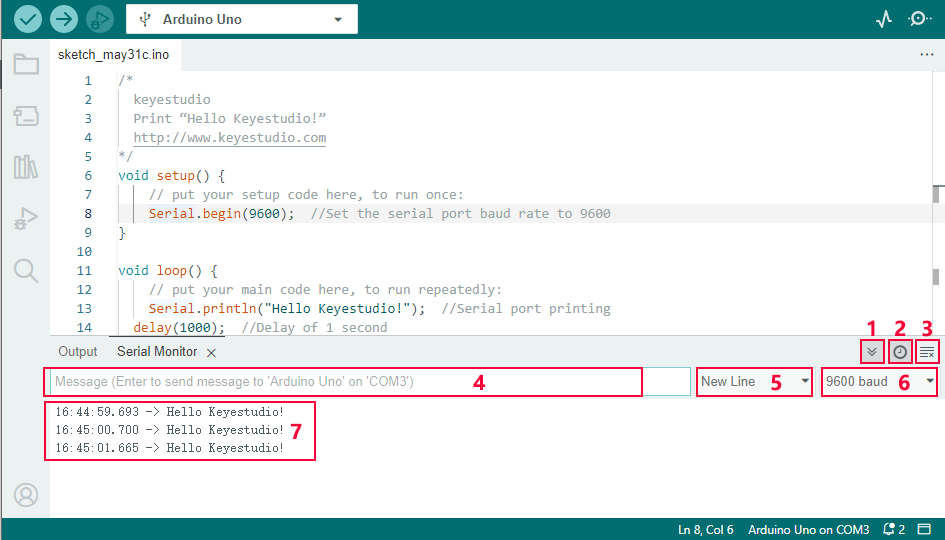 Arduino Uno
sketch_may31c.ino
1 /*
2 keyestudio
3 Print “Hello Keyestudio!”
4 http://www.keyestudio.com
5 */
6 void setup() {
7 // put your setup code here, to run once:
8 Serial.begin(9600); //Set the serial port baud rate to 9600
9 }
10
11 void loop() {
12 // put your main code here, to run repeatedly:
13 Serial.println("Hello Keyestudio!"); //Serial port printing
14 delay(1000); //Delay of 1 second
1 2 3
Output Serial Monitor
Message (Enter to send message to 'Arduino Uno' on 'COM3') 4 New Line 5 9600 baud 6
16:44:59.693 -> Hello Keyestudio!
16:45:00.700 -> Hello Keyestudio! 7
16:45:01.665 -> Hello Keyestudio!
Ln 8, Col 6 Arduino Uno on COM3 2